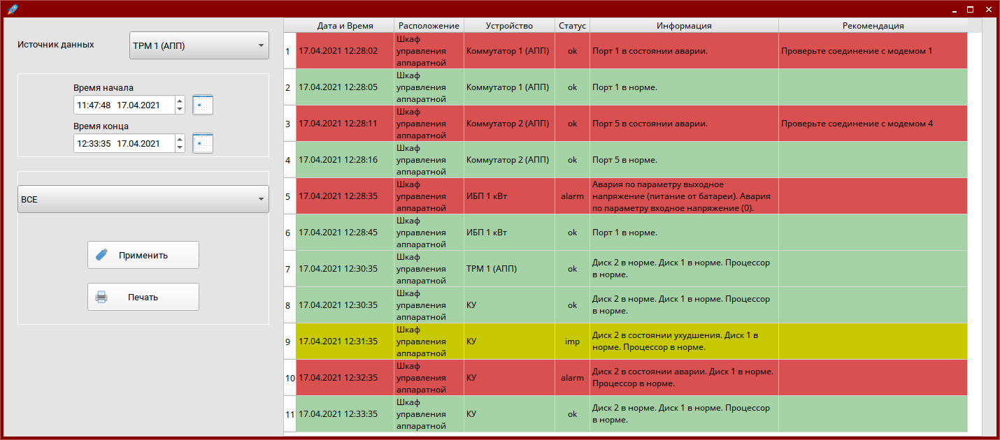 Источник данных
ТРМ 1 (АПП)
Время начала
11:47:48 17.04.2021
Время конца
12:33:35 17.04.2021
ВСЕ
Применить
Печать
Дата и Время Расположение Устройство Статус Информация Рекомендация
1 17.04.2021 12:28:02 Шкаф управления аппаратной Коммутатор 1 (АПП) ok Порт 1 в состоянии аварии. Проверьте соединение с модемом 1
2 17.04.2021 12:28:05 Шкаф управления аппаратной Коммутатор 1 (АПП) ok Порт 1 в норме.
3 17.04.2021 12:28:11 Шкаф управления аппаратной Коммутатор 2 (АПП) ok Порт 5 в состоянии аварии. Проверьте соединение с модемом 4
4 17.04.2021 12:28:16 Шкаф управления аппаратной Коммутатор 2 (АПП) ok Порт 5 в норме.
5 17.04.2021 12:28:35 Шкаф управления аппаратной ИБП 1 кВт alarm Авария по параметру выходное напряжение (питание от батареи). Авария по параметру входное напряжение (0).
6 17.04.2021 12:28:45 Шкаф управления аппаратной ИБП 1 кВт ok Порт 1 в норме.
7 17.04.2021 12:30:35 Шкаф управления аппаратной ТРМ 1 (АПП) ok Диск 2 в норме. Диск 1 в норме. Процессор в норме.
8 17.04.2021 12:30:35 Шкаф управления аппаратной КУ ok Диск 2 в норме. Диск 1 в норме. Процессор в норме.
9 17.04.2021 12:31:35 Шкаф управления аппаратной КУ imp Диск 2 в состоянии ухудшения. Диск 1 в норме. Процессор в норме.
10 17.04.2021 12:32:35 Шкаф управления аппаратной КУ alarm Диск 2 в состоянии аварии. Диск 1 в норме. Процессор в норме.
11 17.04.2021 12:33:35 Шкаф управления аппаратной КУ ok Диск 2 в норме. Диск 1 в норме. Процессор в норме.